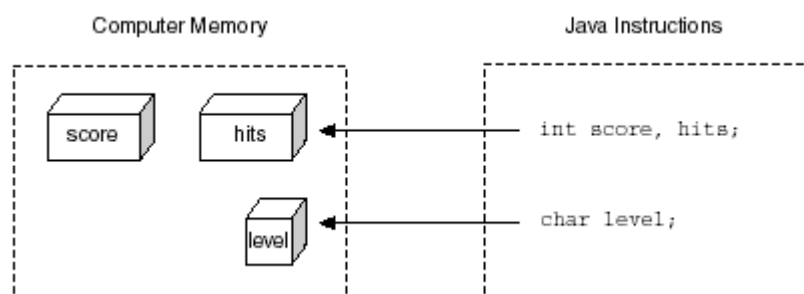 Computer Memory Java Instructions
score hits int score, hits;
level char level;